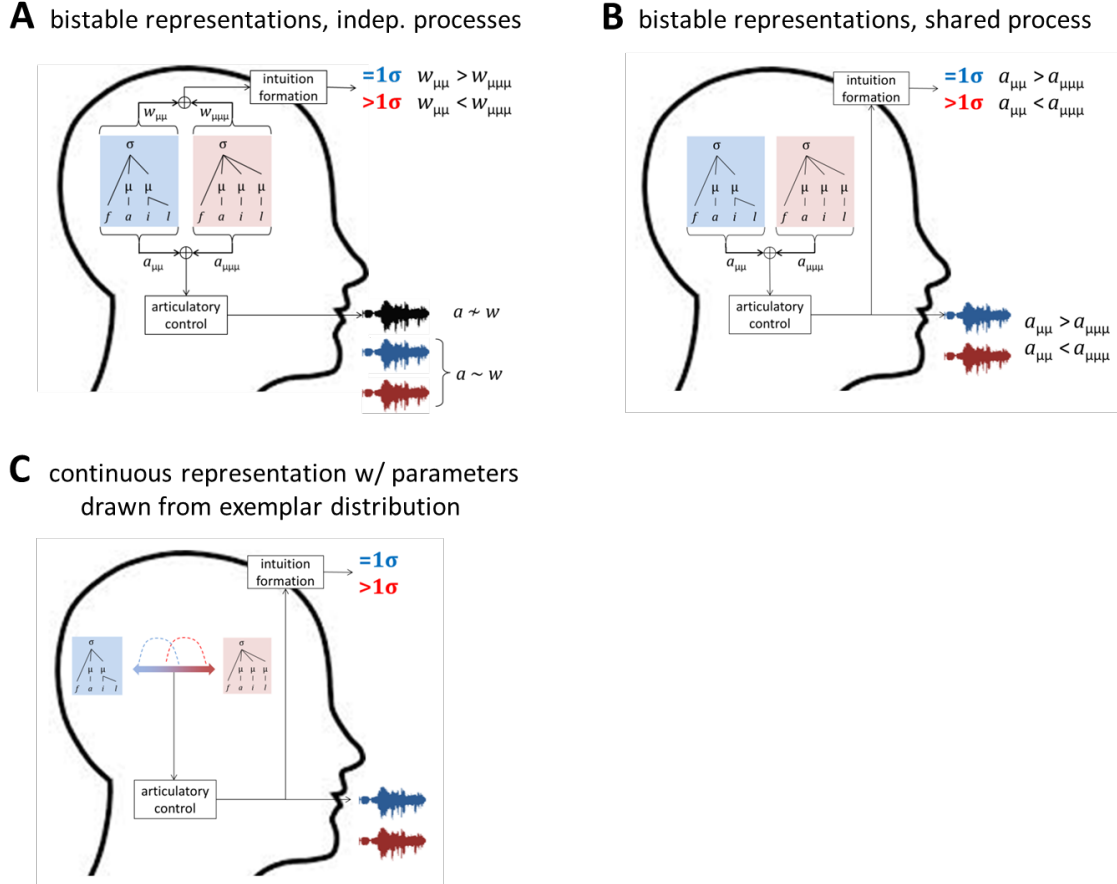 A bistable representations, indep. processes
intuition
formation
=1σ w_μμ > w_μμμ
>1σ w_μμ < w_μμμ
w_μμ w_μμμ
σ σ
μ μ μ μ μ
f a i l f a i l
a_μμ a_μμμ
articulatory
control
a ≁ w
a ~ w
B bistable representations, shared process
intuition
formation
=1σ a_μμ > a_μμμ
>1σ a_μμ < a_μμμ
σ σ
μ μ μ μ μ
f a i l f a i l
a_μμ a_μμμ
articulatory
control
a_μμ > a_μμμ
a_μμ < a_μμμ
C continuous representation w/ parameters
drawn from exemplar distribution
intuition
formation
=1σ
>1σ
σ σ
μ μ μ μ μ
f a i l f a i l
articulatory
control